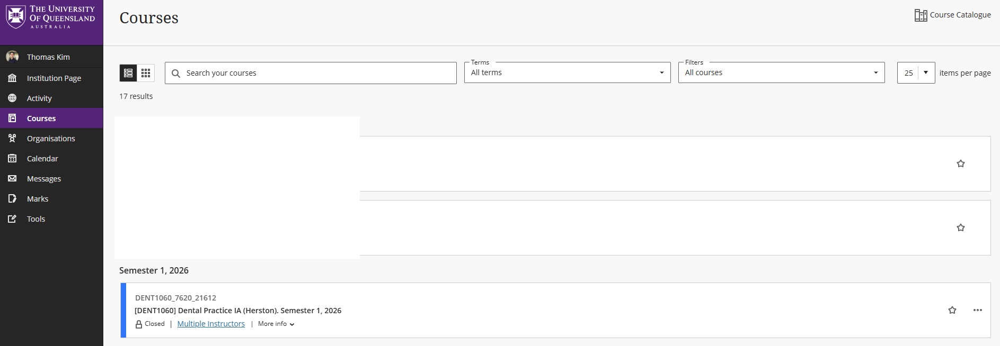 THE UNIVERSITY
OF QUEENSLAND
AUSTRALIA
Thomas Kim
Institution Page
Activity
Courses
Organisations
Calendar
Messages
Marks
Tools
Courses
Course Catalogue
Search your courses
Terms
All terms
Filters
All courses
25
items per page
17 results
Semester 1, 2026
DENT1060_7620_21612
[DENT1060] Dental Practice IA (Herston). Semester 1, 2026
Closed | Multiple Instructors | More info